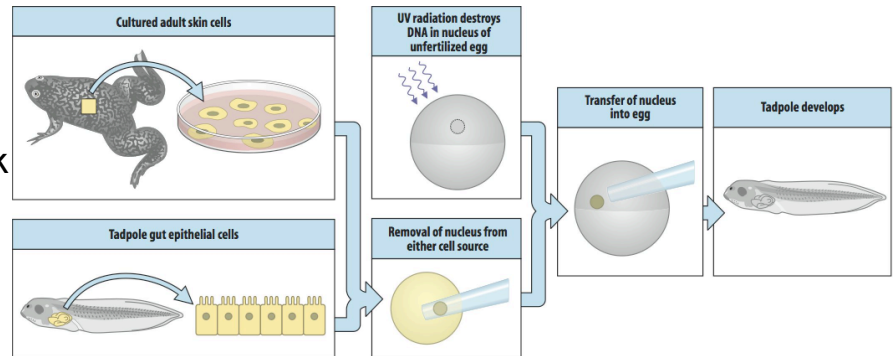 Cultured adult skin cells
UV radiation destroys
DNA in nucleus of
unfertilized egg
Transfer of nucleus
into egg
Tadpole develops
k
Tadpole gut epithelial cells
Removal of nucleus from
either cell source